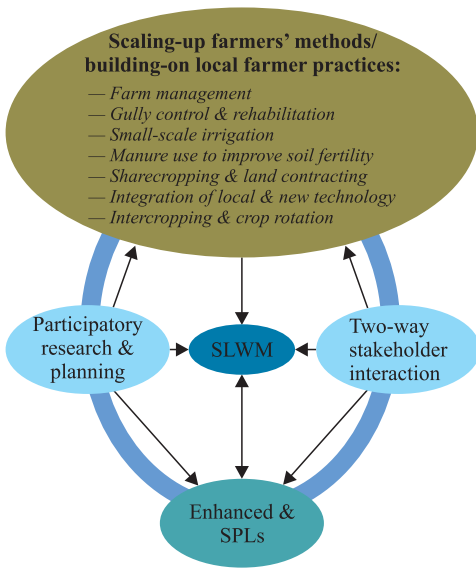 Scaling-up farmers' methods/
building-on local farmer practices:
— Farm management
— Gully control & rehabilitation
— Small-scale irrigation
— Manure use to improve soil fertility
— Sharecropping & land contracting
— Integration of local & new technology
— Intercropping & crop rotation
Participatory
research &
planning
SLWM
Two-way
stakeholder
interaction
Enhanced &
SPLs